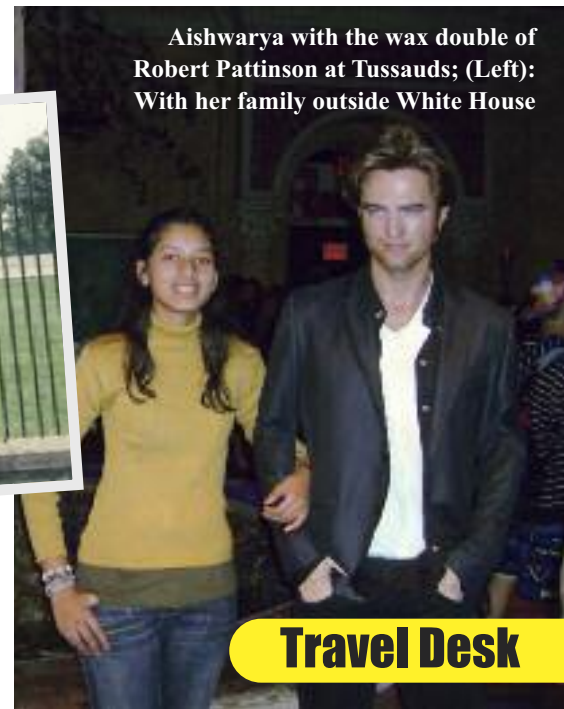 Aishwarya with the wax double of
Robert Pattinson at Tussauds; (Left):
With her family outside White House
Travel Desk